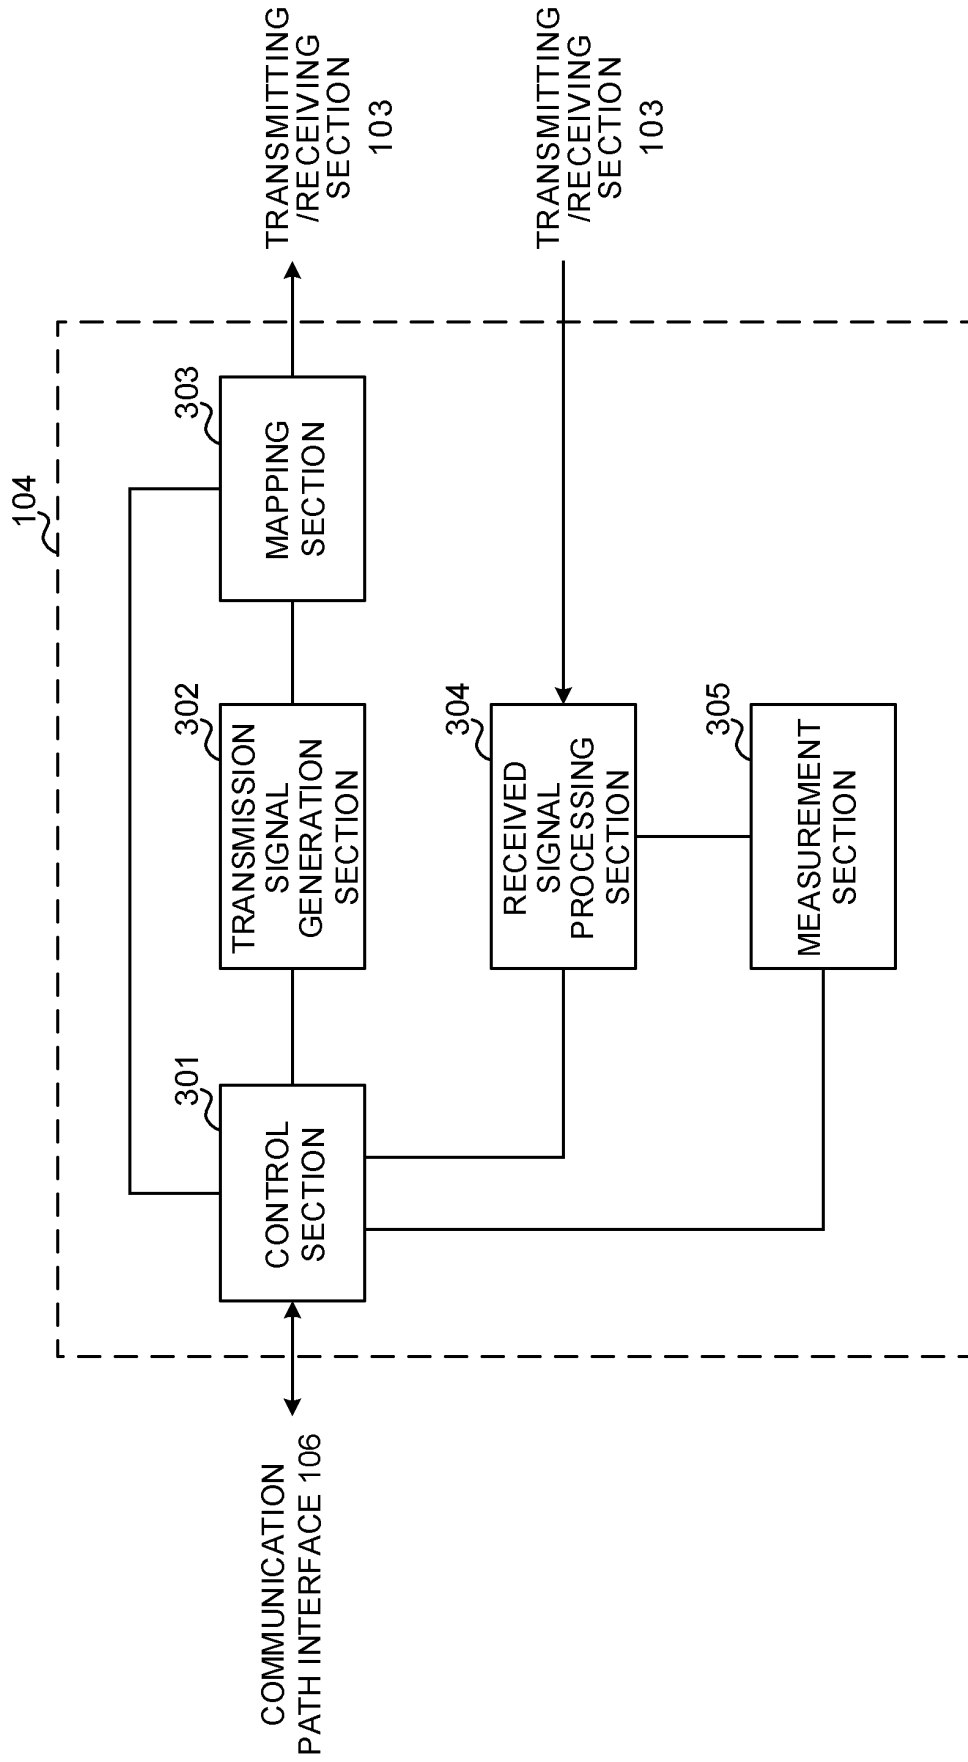 104
COMMUNICATION
PATH INTERFACE 106
301
CONTROL
SECTION
302
TRANSMISSION
SIGNAL
GENERATION
SECTION
303
MAPPING
SECTION
TRANSMITTING
/RECEIVING
SECTION
103
304
RECEIVED
SIGNAL
PROCESSING
SECTION
TRANSMITTING
/RECEIVING
SECTION
103
305
MEASUREMENT
SECTION